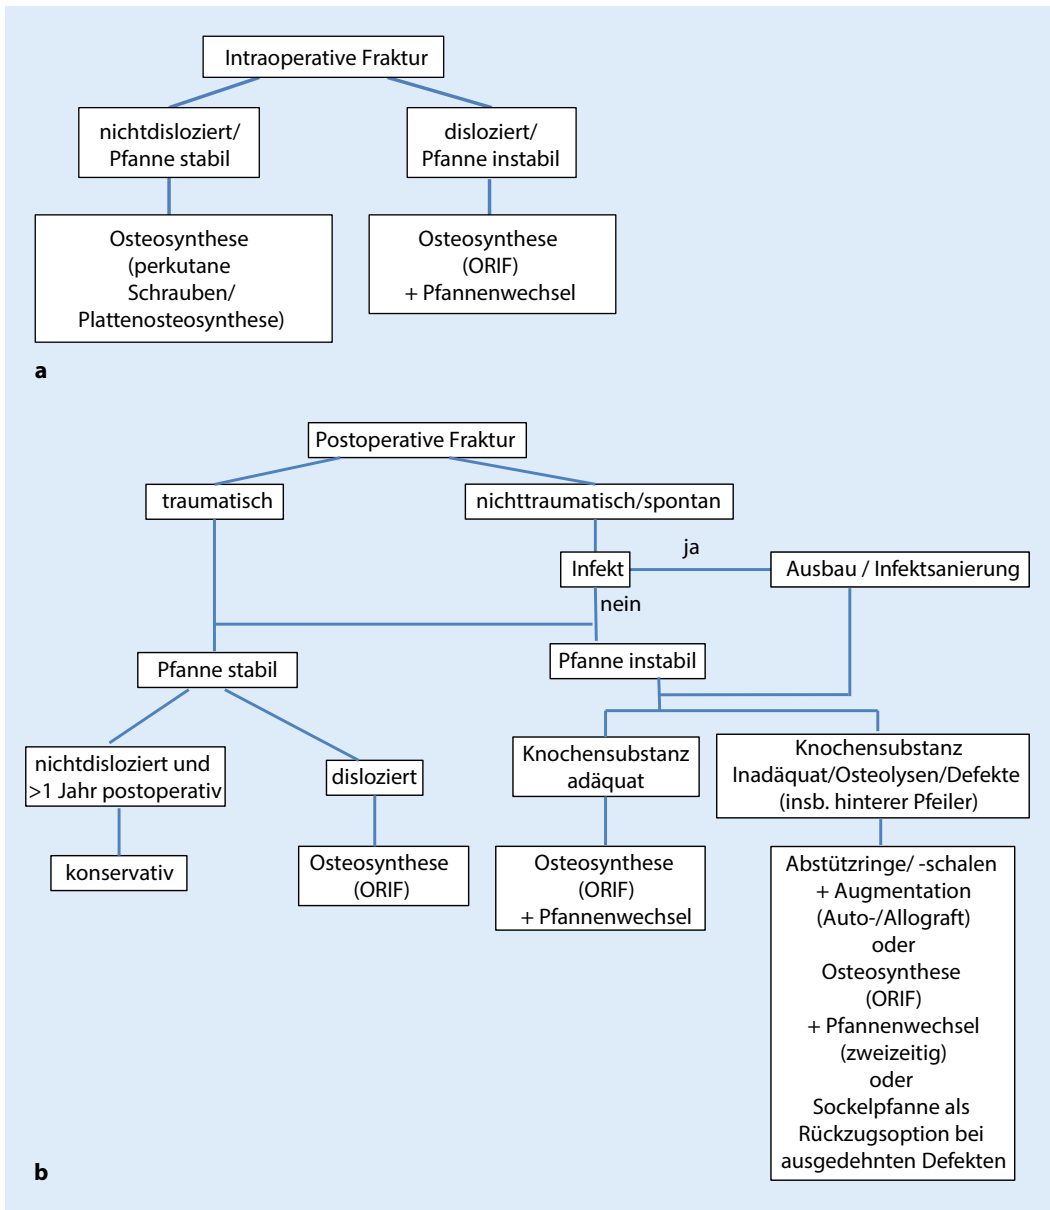 Intraoperative Fraktur
nichtdisloziert/
Pfanne stabil
disloziert/
Pfanne instabil
Osteosynthese
(perkutane
Schrauben/
Plattenosteosynthese)
Osteosynthese
(ORIF)
+ Pfannenwechsel
a
Postoperative Fraktur
traumatisch
nichttraumatisch/spontan
Infekt
ja
Ausbau / Infektsanierung
nein
Pfanne stabil
Pfanne instabil
nichtdisloziert und
>1 Jahr postoperativ
disloziert
Knochensubstanz
adäquat
Knochensubstanz
Inadäquat/Osteolysen/Defekte
(insb. hinterer Pfeiler)
konservativ
Osteosynthese
(ORIF)
Osteosynthese
(ORIF)
+ Pfannenwechsel
Abstützringe/ -schalen
+ Augmentation
(Auto-/Allograft)
oder
Osteosynthese
(ORIF)
+ Pfannenwechsel
(zweizeitig)
oder
Sockelpfanne als
Rückzugsoption bei
ausgedehnten Defekten
b